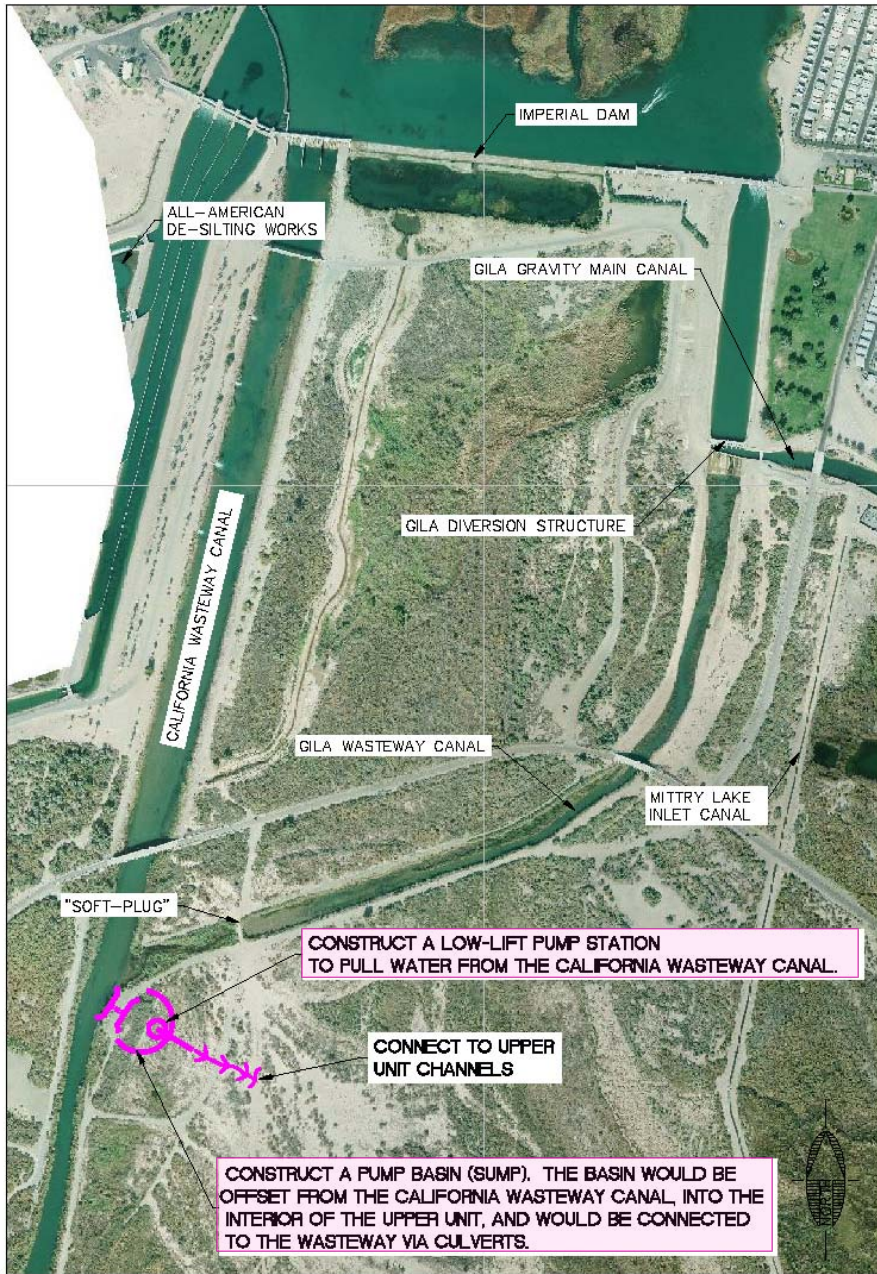 IMPERIAL DAM
ALL-AMERICAN
DE-SILTING WORKS
GILA GRAVITY MAIN CANAL
CALIFORNIA WASTEWAY CANAL
GILA DIVERSION STRUCTURE
GILA WASTEWAY CANAL
MITTRY LAKE
INLET CANAL
"SOFT-PLUG"
CONSTRUCT A LOW-LIFT PUMP STATION
TO PULL WATER FROM THE CALIFORNIA WASTEWAY CANAL.
CONNECT TO UPPER
UNIT CHANNELS
CONSTRUCT A PUMP BASIN (SUMP). THE BASIN WOULD BE
OFFSET FROM THE CALIFORNIA WASTEWAY CANAL, INTO THE
INTERIOR OF THE UPPER UNIT, AND WOULD BE CONNECTED
TO THE WASTEWAY VIA CULVERTS.